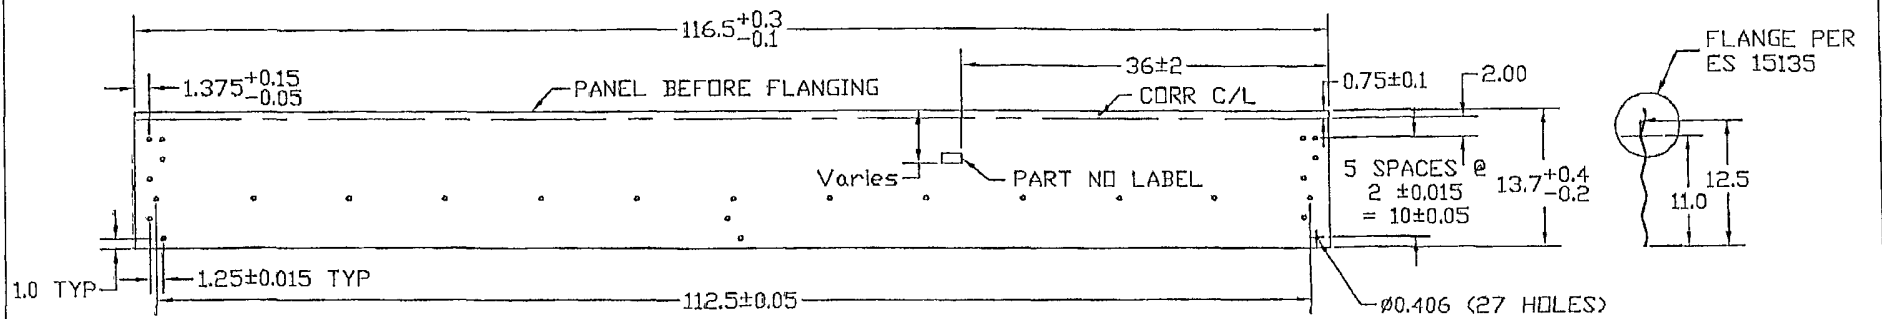 116.5+0.3
-0.1
36±2
FLANGE PER
ES 15135
1.375+0.15
-0.05
PANEL BEFORE FLANGING
CORR C/L
0.75±0.1
2.00
Varies
PART NO LABEL
5 SPACES @
2 ±0.015
= 10±0.05
13.7+0.4
-0.2
11.0
12.5
1.0 TYP
1.25±0.015 TYP
112.5±0.05
Ø0.406 (27 HOLES)